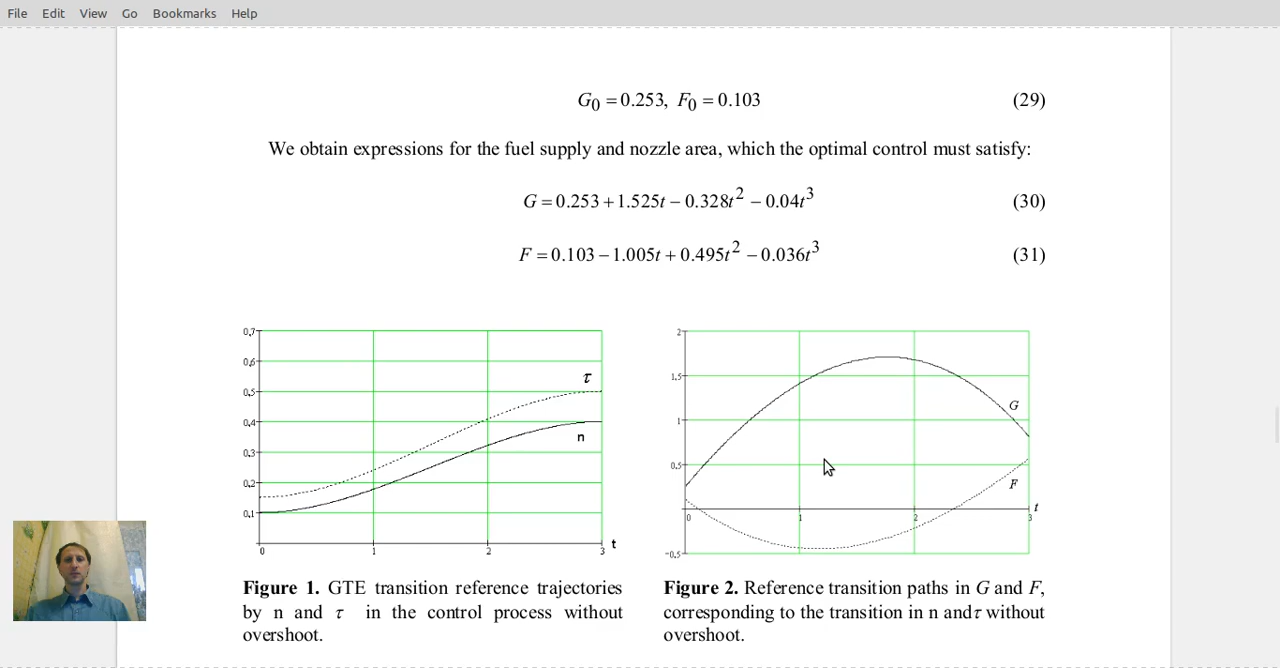 File Edit View Go Bookmarks Help
G₀ = 0.253, F₀ = 0.103 (29)
We obtain expressions for the fuel supply and nozzle area, which the optimal control must satisfy:
G = 0.253 + 1.525t − 0.328t² − 0.04t³ (30)
F = 0.103 − 1.005t + 0.495t² − 0.036t³ (31)
0,7
0,6
0,5
0,4
0,3
0,2
0,1
τ
n
0 1 2 3 t
2
1.5
1
0.5
-0.5
G
F
0 1 2 3 t
Figure 1. GTE transition reference trajectories
by n and τ in the control process without
overshoot.
Figure 2. Reference transition paths in G and F,
corresponding to the transition in n and τ without
overshoot.